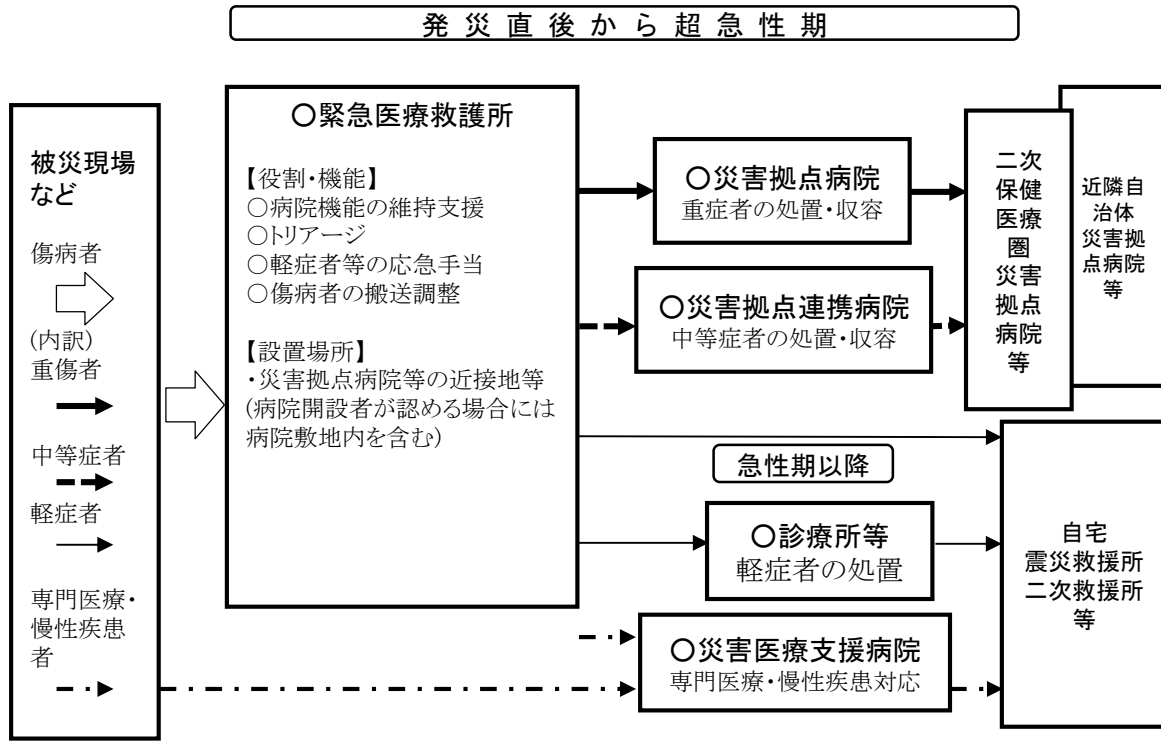 発災直後から超急性期
被災現場
など
傷病者
(内訳)
重傷者
中等症者
軽症者
専門医療・
慢性疾患
者
〇緊急医療救護所
【役割・機能】
〇病院機能の維持支援
〇トリアージ
〇軽症者等の応急手当
〇傷病者の搬送調整
【設置場所】
・災害拠点病院等の近接地等
(病院開設者が認める場合には
病院敷地内を含む)
〇災害拠点病院
重症者の処置・収容
〇災害拠点連携病院
中等症者の処置・収容
急性期以降
〇診療所等
軽症者の処置
〇災害医療支援病院
専門医療・慢性疾患対応
二次
保健
医療
圏
災害
拠点
病院
等
近隣自
治体
災害拠
点病院
等
自宅
震災救援所
二次救援所
等